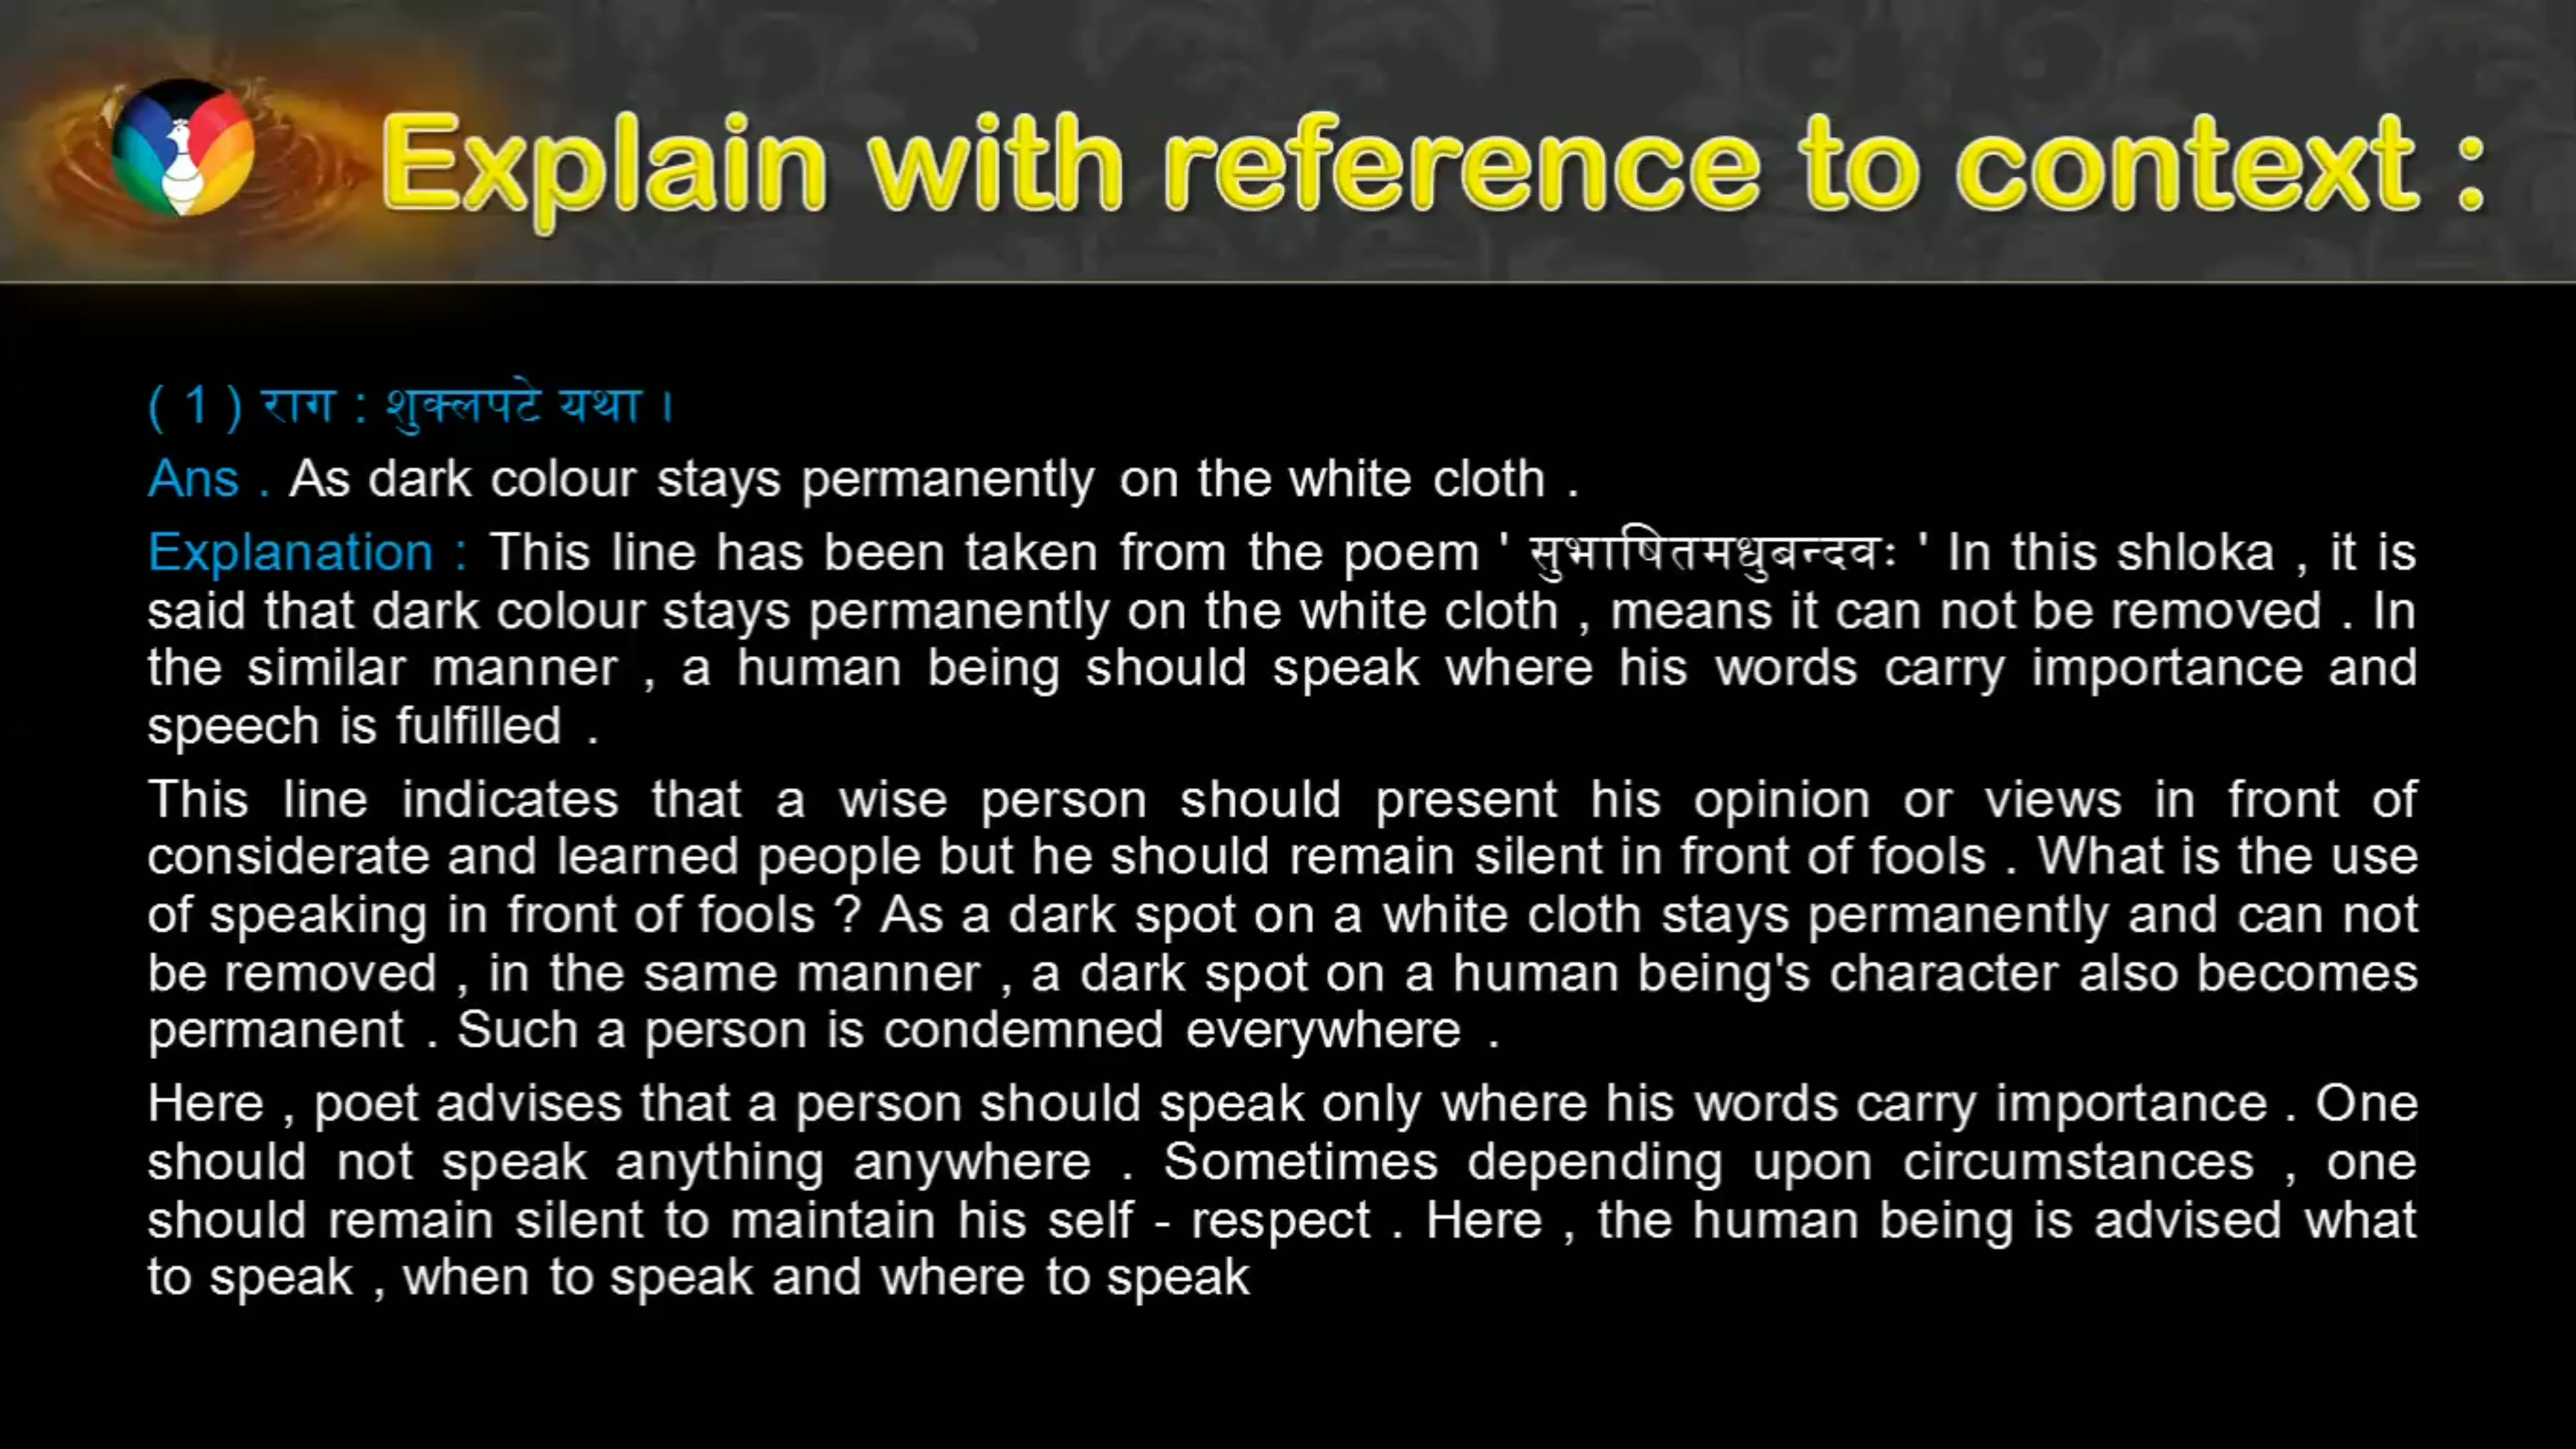 Explain with reference to context :
( 1 ) राग : शुक्लपटे यथा ।
Ans . As dark colour stays permanently on the white cloth .
Explanation : This line has been taken from the poem ' सुभाषितमधुबन्दवः ' In this shloka , it is
said that dark colour stays permanently on the white cloth , means it can not be removed . In
the similar manner , a human being should speak where his words carry importance and
speech is fulfilled .
This line indicates that a wise person should present his opinion or views in front of
considerate and learned people but he should remain silent in front of fools . What is the use
of speaking in front of fools ? As a dark spot on a white cloth stays permanently and can not
be removed , in the same manner , a dark spot on a human being's character also becomes
permanent . Such a person is condemned everywhere .
Here , poet advises that a person should speak only where his words carry importance . One
should not speak anything anywhere . Sometimes depending upon circumstances , one
should remain silent to maintain his self - respect . Here , the human being is advised what
to speak , when to speak and where to speak